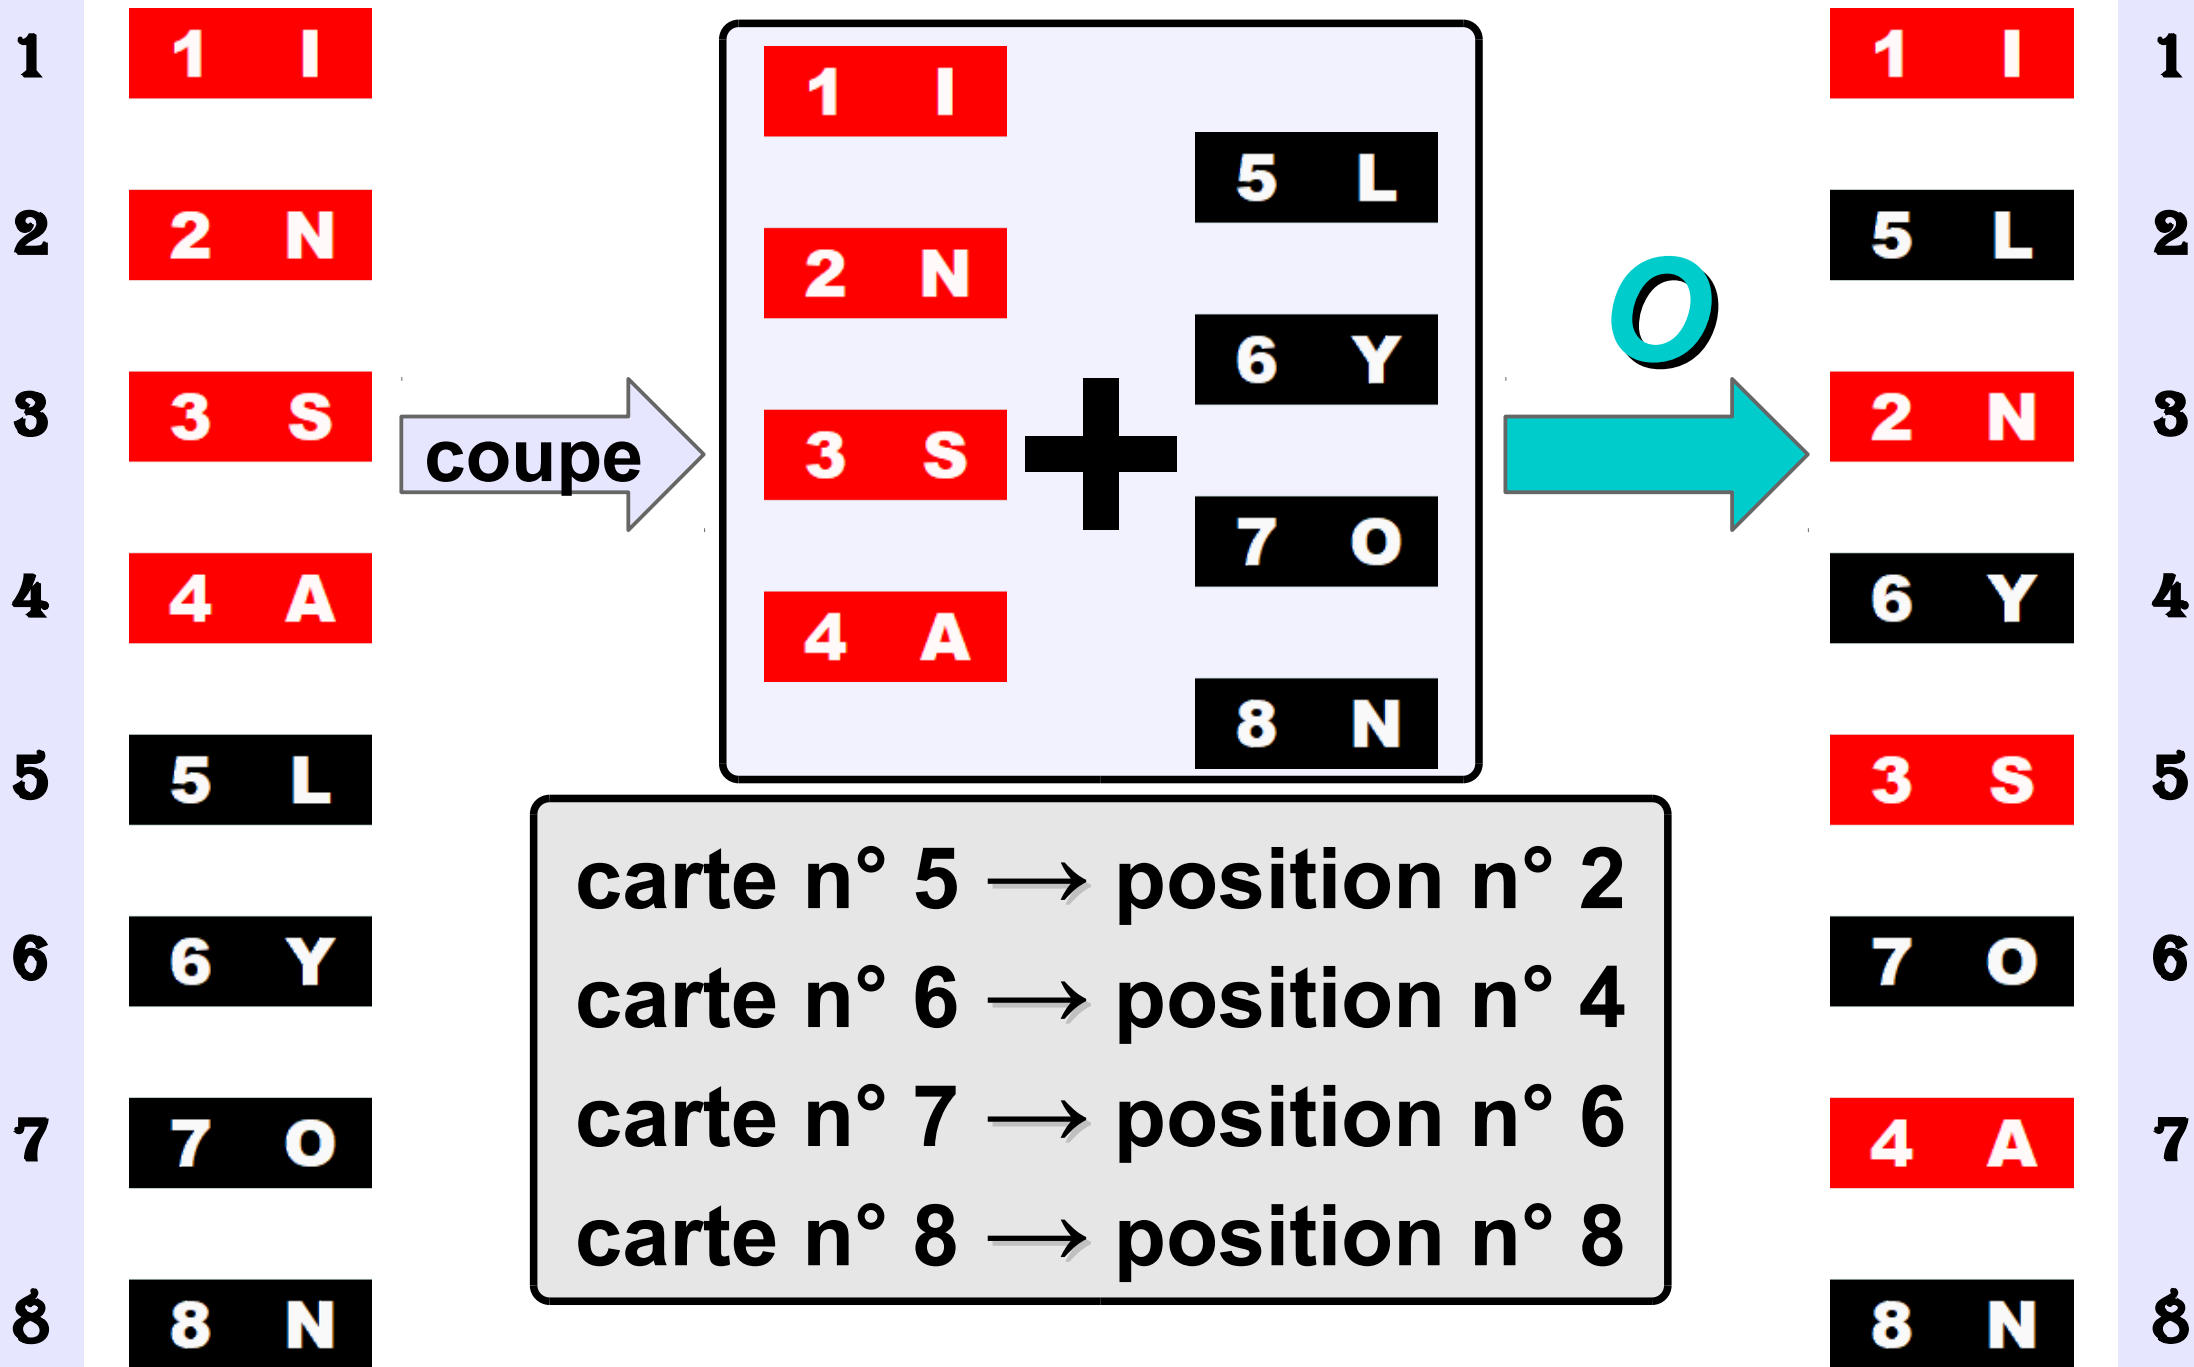 1
1 I
2
2 N
3
3 S
4
4 A
5
5 L
6
6 Y
7
7 O
8
8 N
coupe
1 I
2 N
3 S
4 A
+
5 L
6 Y
7 O
8 N
O
carte n° 5 → position n° 2
carte n° 6 → position n° 4
carte n° 7 → position n° 6
carte n° 8 → position n° 8
1 I
1
5 L
2
2 N
3
6 Y
4
3 S
5
7 O
6
4 A
7
8 N
8